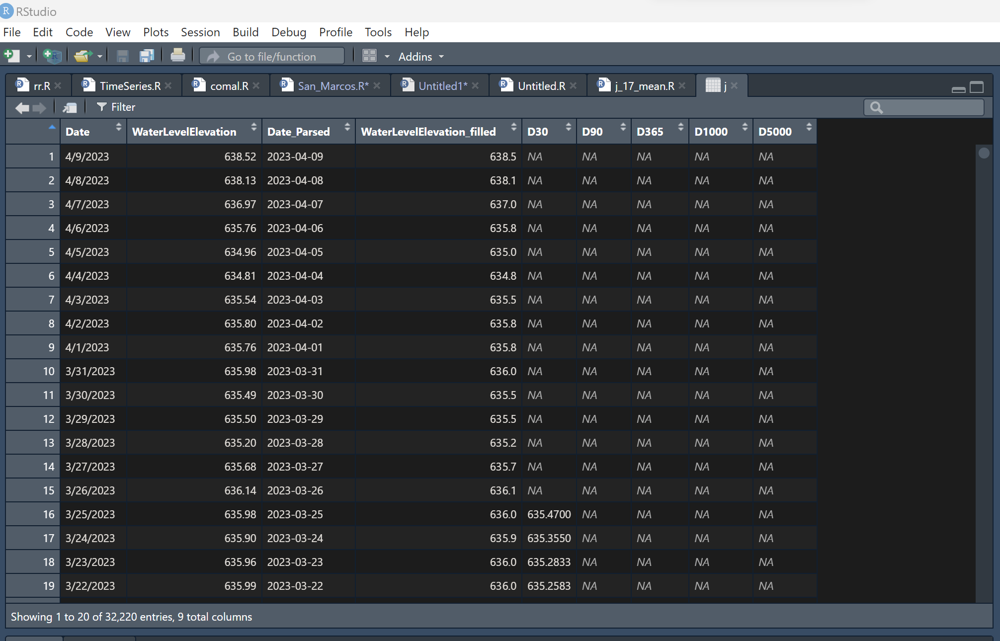 RStudio
File Edit Code View Plots Session Build Debug Profile Tools Help
Go to file/function Addins
rr.R TimeSeries.R comal.R San_Marcos.R* Untitled1* Untitled.R j_17_mean.R j
Filter
Date WaterLevelElevation Date_Parsed WaterLevelElevation_filled D30 D90 D365 D1000 D5000
1 4/9/2023 638.52 2023-04-09 638.5 NA NA NA NA NA
2 4/8/2023 638.13 2023-04-08 638.1 NA NA NA NA NA
3 4/7/2023 636.97 2023-04-07 637.0 NA NA NA NA NA
4 4/6/2023 635.76 2023-04-06 635.8 NA NA NA NA NA
5 4/5/2023 634.96 2023-04-05 635.0 NA NA NA NA NA
6 4/4/2023 634.81 2023-04-04 634.8 NA NA NA NA NA
7 4/3/2023 635.54 2023-04-03 635.5 NA NA NA NA NA
8 4/2/2023 635.80 2023-04-02 635.8 NA NA NA NA NA
9 4/1/2023 635.76 2023-04-01 635.8 NA NA NA NA NA
10 3/31/2023 635.98 2023-03-31 636.0 NA NA NA NA NA
11 3/30/2023 635.49 2023-03-30 635.5 NA NA NA NA NA
12 3/29/2023 635.50 2023-03-29 635.5 NA NA NA NA NA
13 3/28/2023 635.20 2023-03-28 635.2 NA NA NA NA NA
14 3/27/2023 635.68 2023-03-27 635.7 NA NA NA NA NA
15 3/26/2023 636.14 2023-03-26 636.1 NA NA NA NA NA
16 3/25/2023 635.98 2023-03-25 636.0 635.4700 NA NA NA NA
17 3/24/2023 635.90 2023-03-24 635.9 635.3550 NA NA NA NA
18 3/23/2023 635.96 2023-03-23 636.0 635.2833 NA NA NA NA
19 3/22/2023 635.99 2023-03-22 636.0 635.2583 NA NA NA NA
Showing 1 to 20 of 32,220 entries, 9 total columns